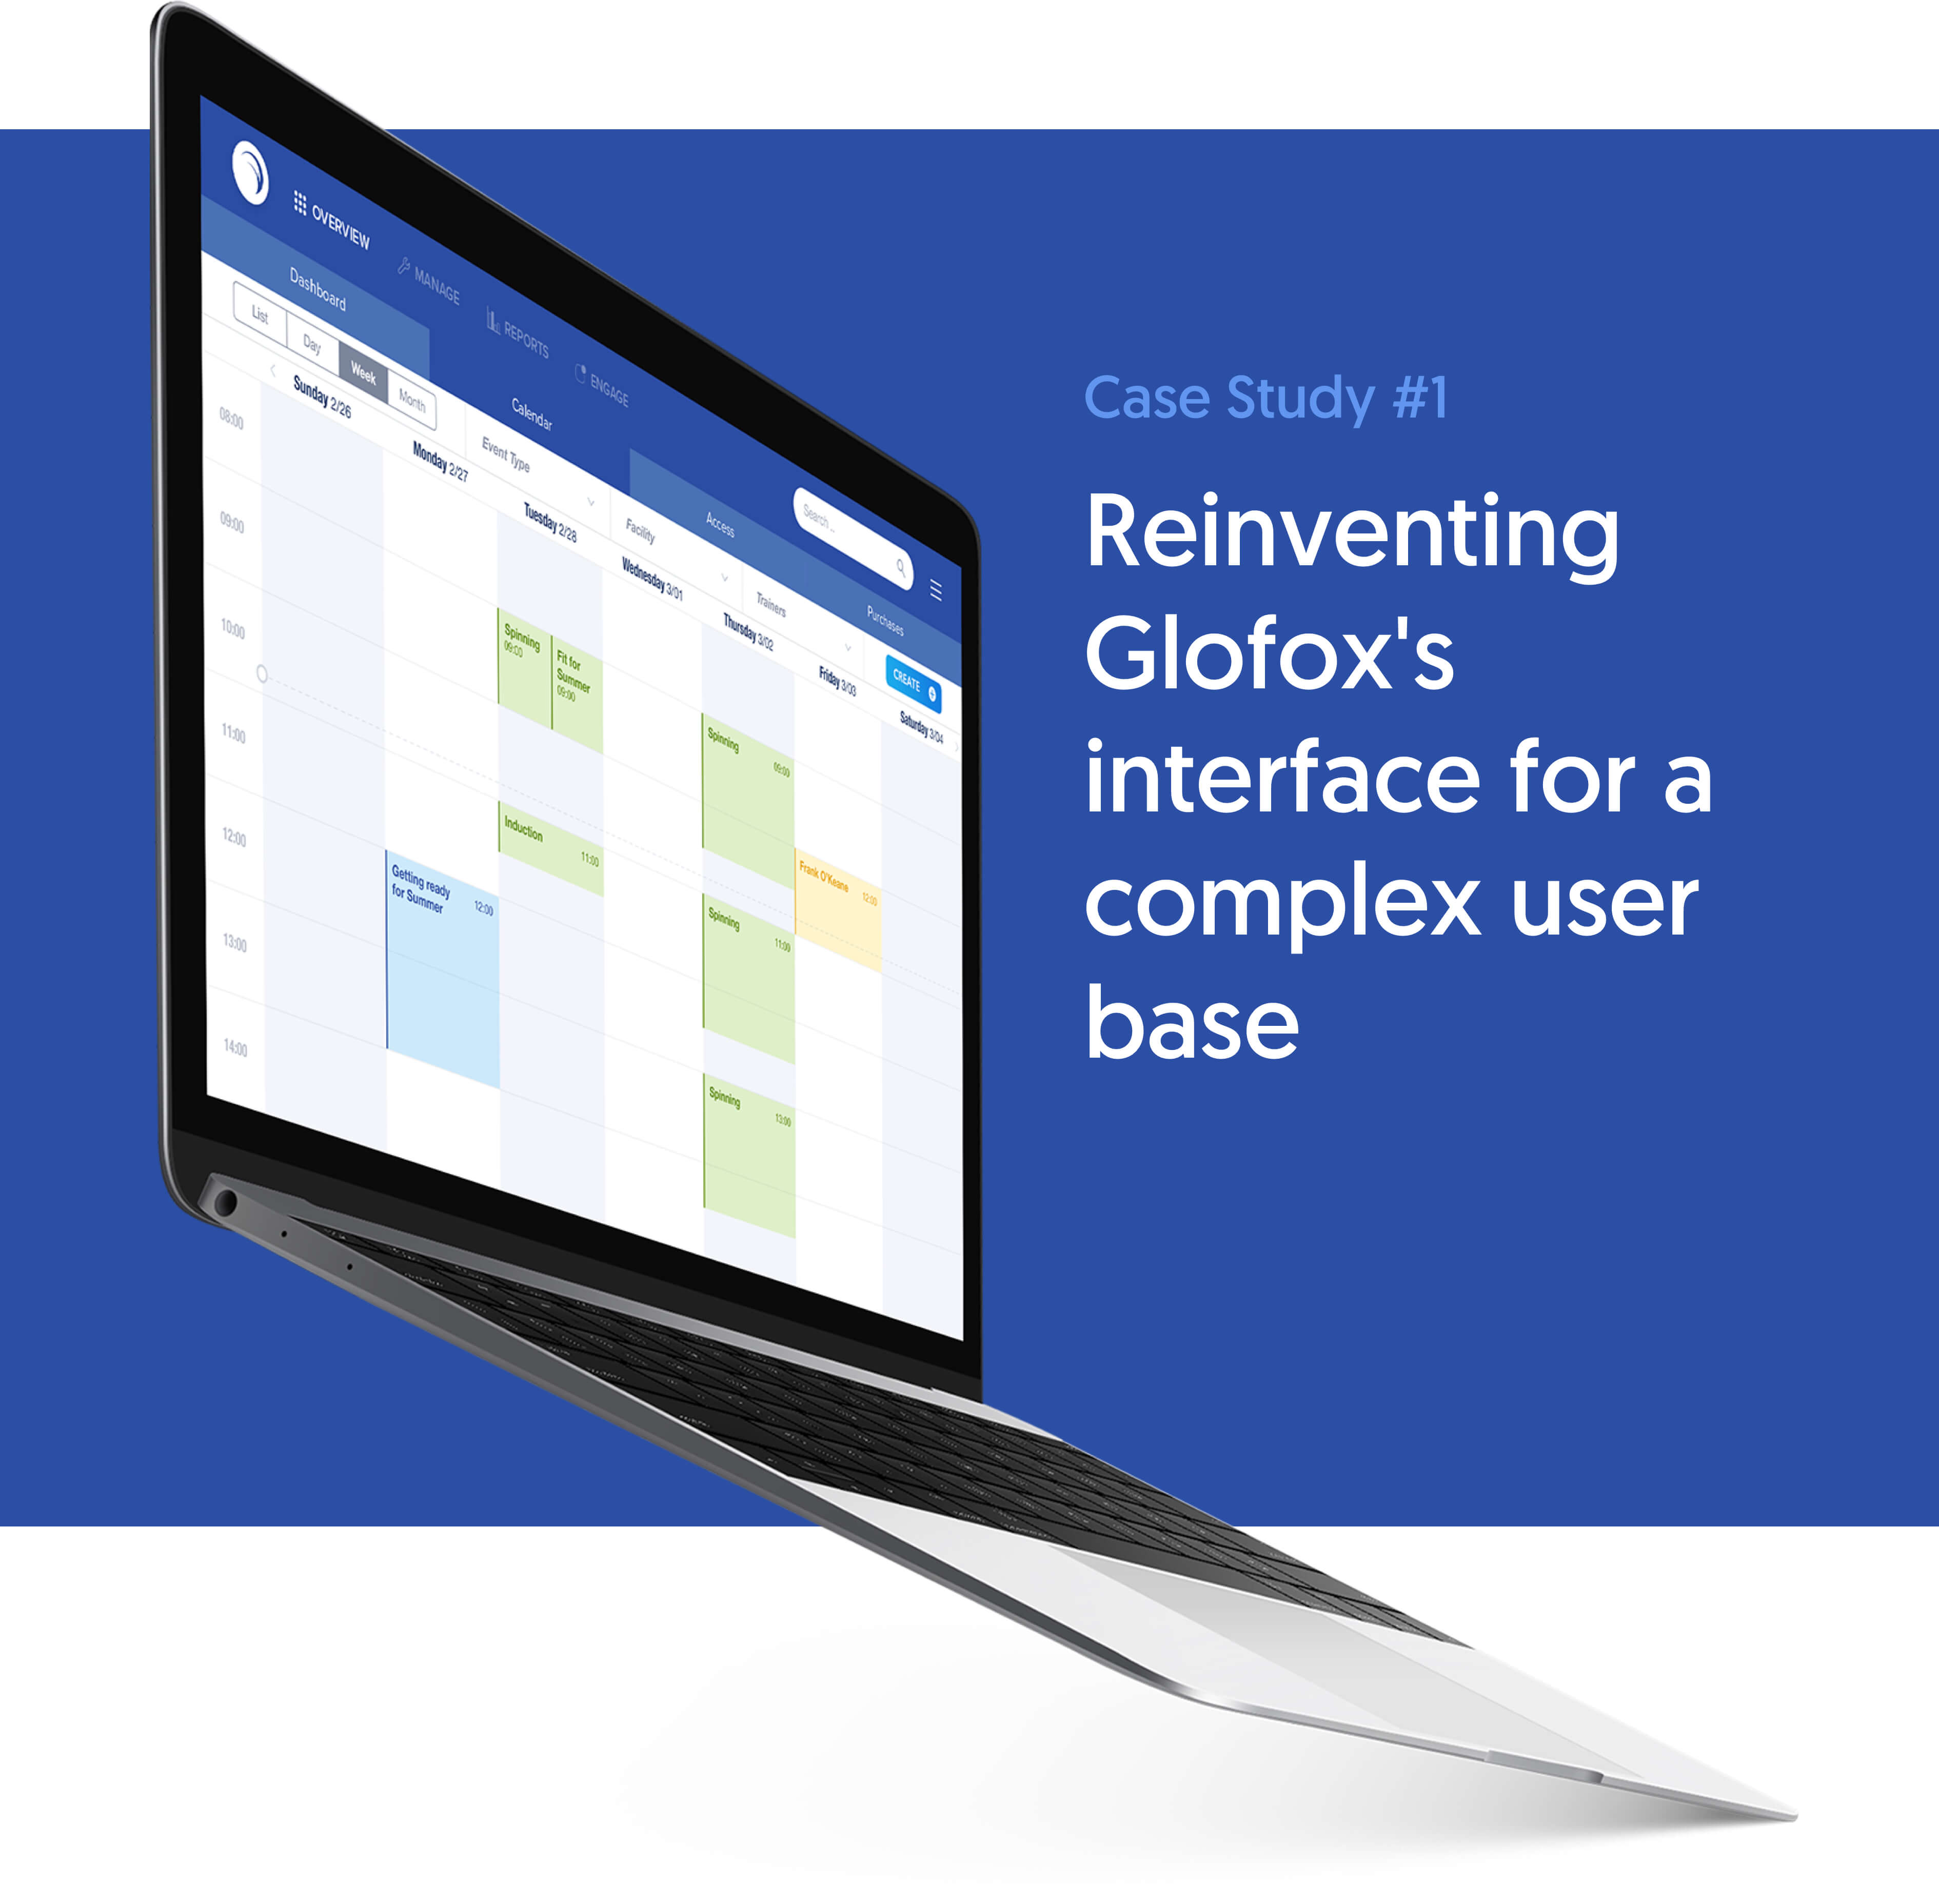 OVERVIEW
MANAGE
REPORTS
ENGAGE
Search...
Dashboard
Calendar
Access
Purchases
List
Day
Week
Month
Event Type
Facility
Trainers
CREATE
Sunday 2/26
Monday 2/27
Tuesday 2/28
Wednesday 3/01
Thursday 3/02
Friday 3/03
Saturday 3/04
08:00
09:00
10:00
11:00
12:00
13:00
14:00
Getting ready
for Summer
12:00
Spinning
09:00
Fit for
Summer
09:00
Induction
11:00
Spinning
09:00
Spinning
11:00
Spinning
13:00
Frank O'Keane
12:00
Case Study #1
Reinventing
Glofox's
interface for a
complex user
base